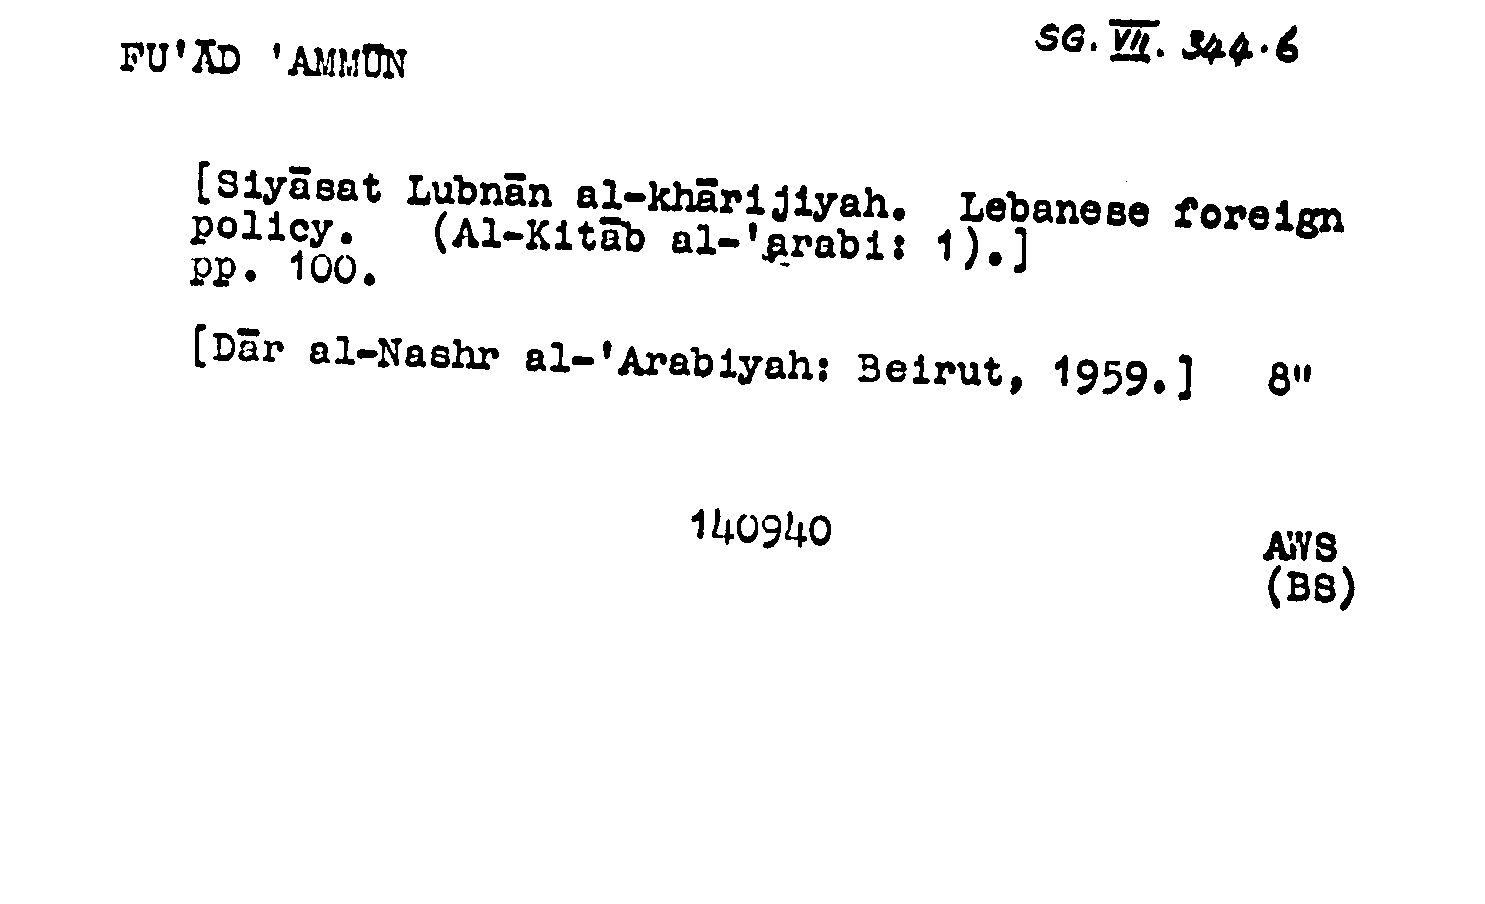 FU'ĀD 'AMMŪN
SG. VII. 344.6
[Siyāsat Lubnān al-khārijiyah. Lebanese foreign
policy. (Al-Kitāb al-'arabi: 1).]
pp. 100.
[Dār al-Nashr al-'Arabiyah: Beirut, 1959.] 8"
140940
AWS
(BS)